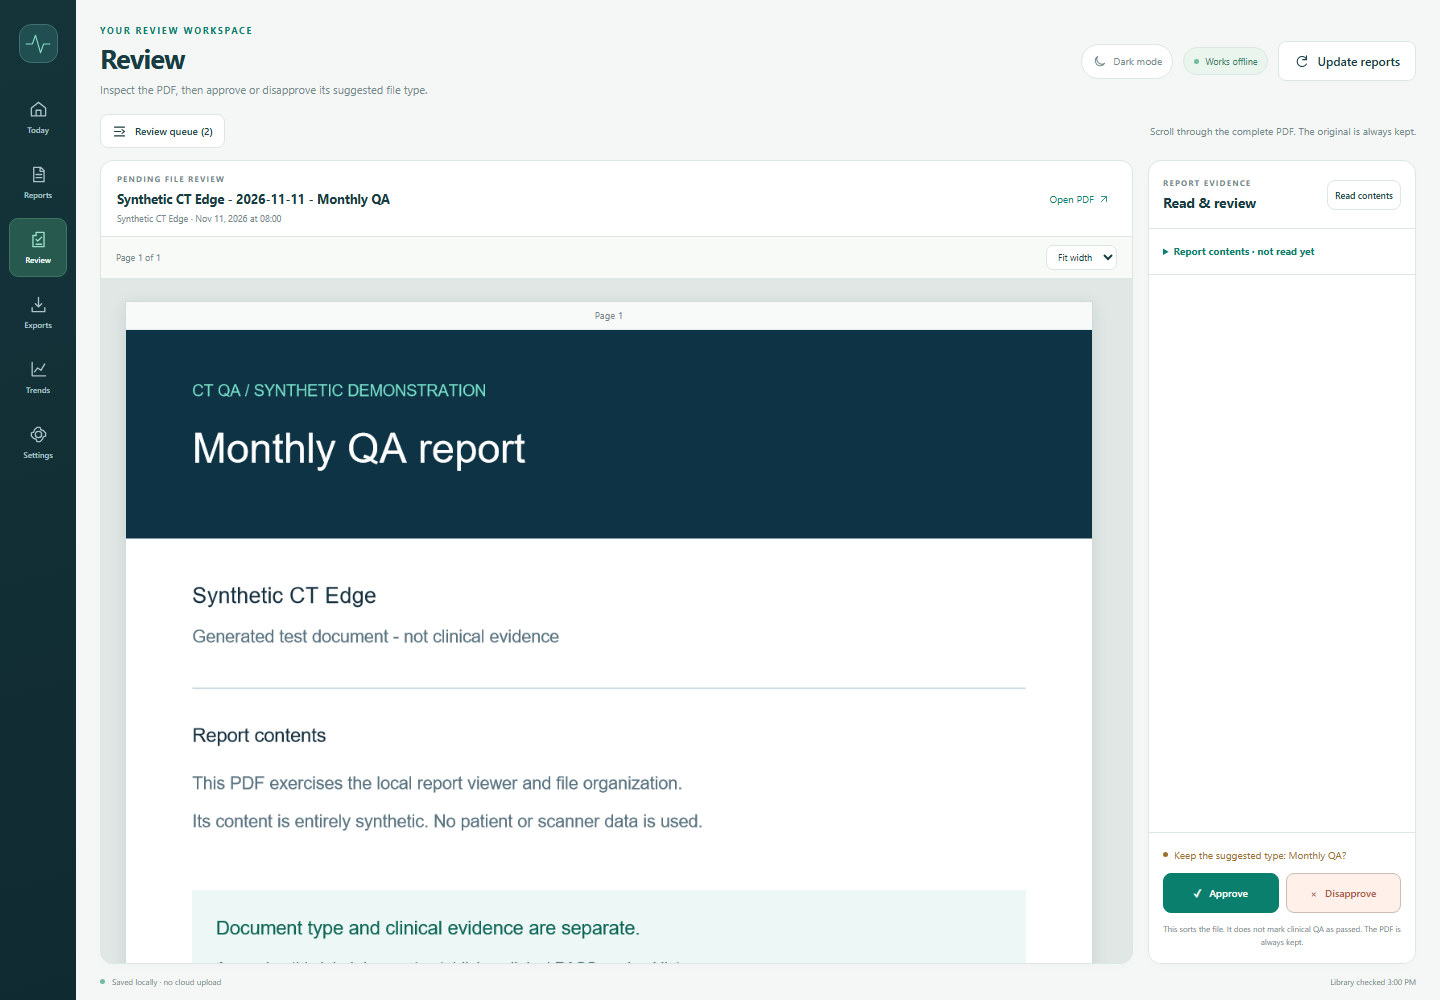 YOUR REVIEW WORKSPACE
Review
Inspect the PDF, then approve or disapprove its suggested file type.
Dark mode
Works offline
Update reports
Today
Reports
Review
Exports
Trends
Settings
Review queue (2)
Scroll through the complete PDF. The original is always kept.
PENDING FILE REVIEW
Synthetic CT Edge - 2026-11-11 - Monthly QA
Synthetic CT Edge · Nov 11, 2026 at 08:00
Open PDF
Page 1 of 1
Fit width
Page 1
CT QA / SYNTHETIC DEMONSTRATION
Monthly QA report
Synthetic CT Edge
Generated test document - not clinical evidence
Report contents
This PDF exercises the local report viewer and file organization.
Its content is entirely synthetic. No patient or scanner data is used.
Document type and clinical evidence are separate.
REPORT EVIDENCE
Read & review
Read contents
Report contents · not read yet
Keep the suggested type: Monthly QA?
Approve
Disapprove
This sorts the file. It does not mark clinical QA as passed. The PDF is
always kept.
Saved locally · no cloud upload
Library checked 3:00 PM